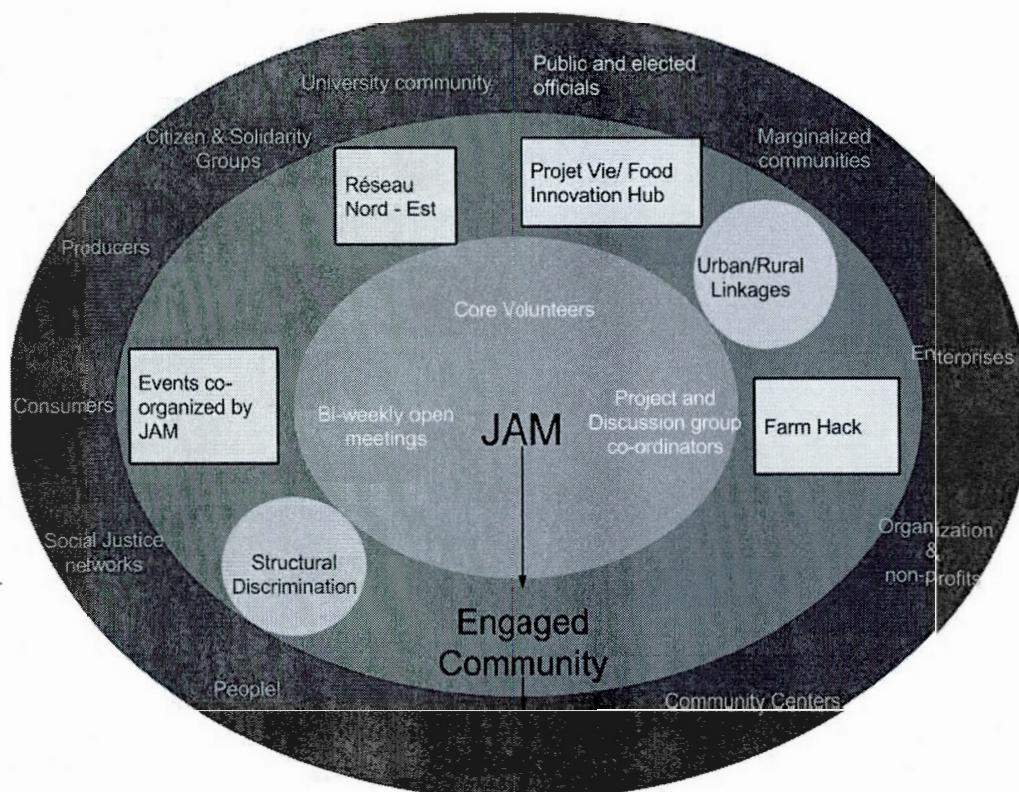 University community
Public and elected
officials
Citizen & Solidarity
Groups
Marginalized
communities
Réseau
Nord - Est
Projet Vie/ Food
Innovation Hub
Producers
Urban/Rural
Linkages
Core Volunteers
Enterprises
Consumers
Events co-
organized by
JAM
Bi-weekly open
meetings
JAM
Project and
Discussion group
co-ordinators
Farm Hack
Social Justice
networks
Organization
&
non-profits
Structural
Discrimination
Engaged
Community
People!
Community Centers